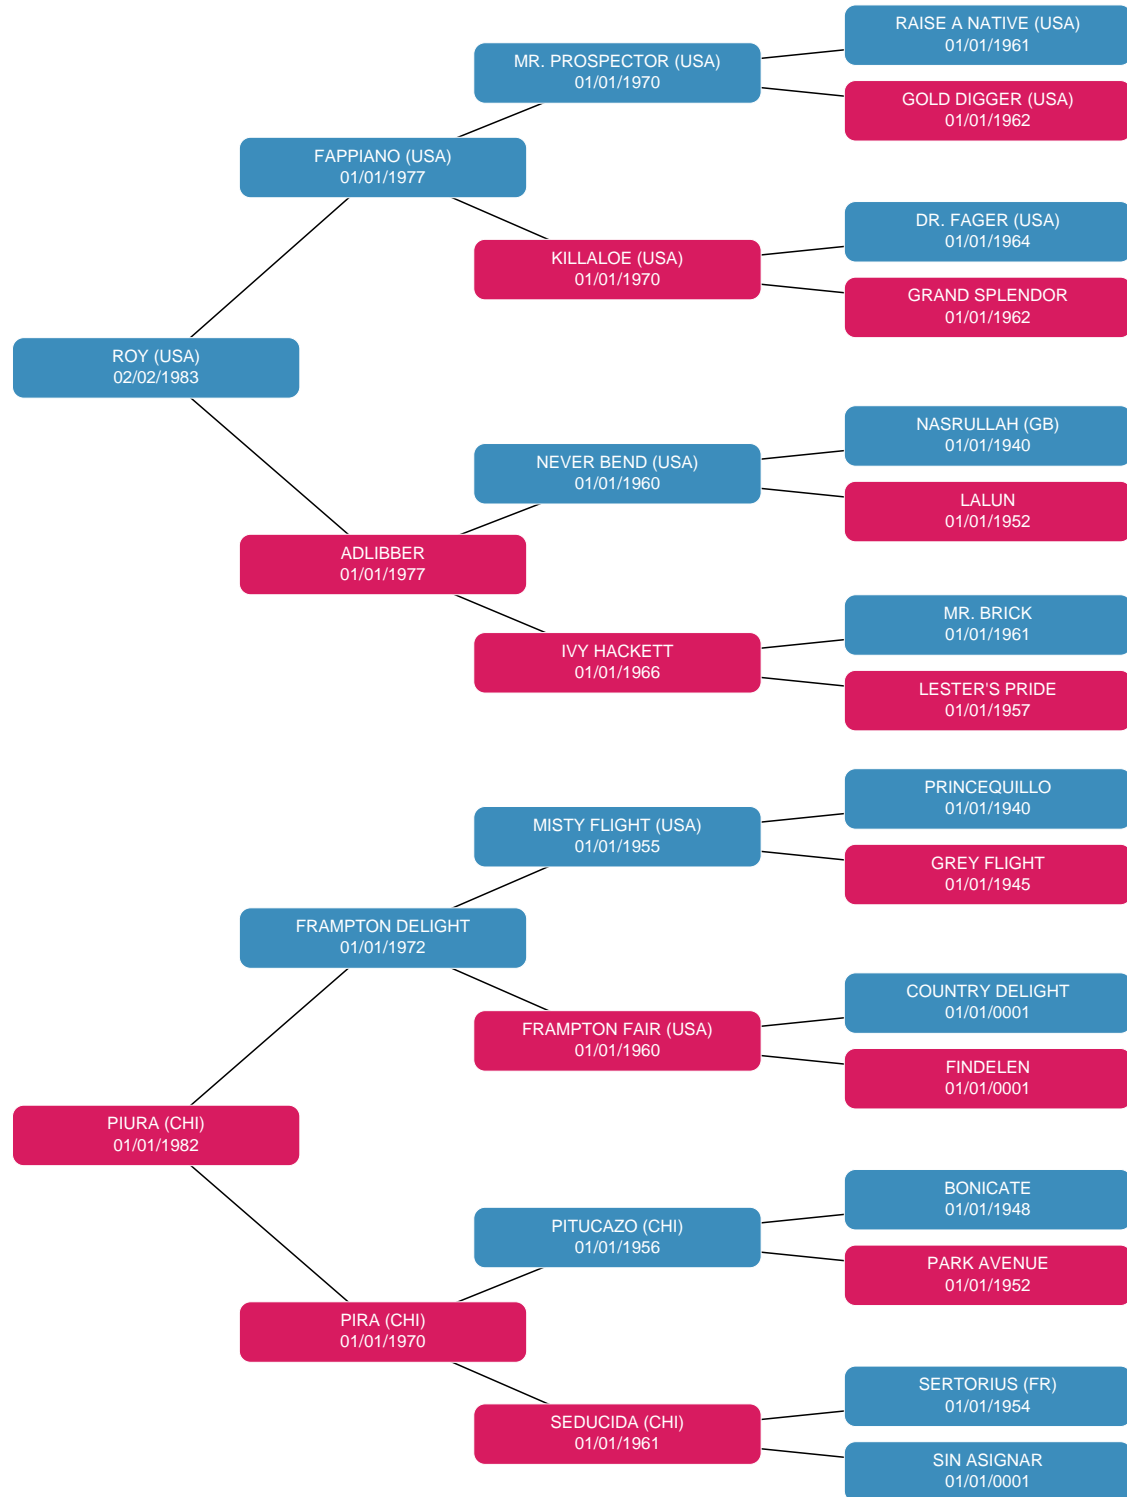 RAISE A NATIVE (USA)
01/01/1961
MR. PROSPECTOR (USA)
01/01/1970
GOLD DIGGER (USA)
01/01/1962
FAPPIANO (USA)
01/01/1977
DR. FAGER (USA)
01/01/1964
KILLALOE (USA)
01/01/1970
GRAND SPLENDOR
01/01/1962
ROY (USA)
02/02/1983
NASRULLAH (GB)
01/01/1940
NEVER BEND (USA)
01/01/1960
LALUN
01/01/1952
ADLIBBER
01/01/1977
MR. BRICK
01/01/1961
IVY HACKETT
01/01/1966
LESTER'S PRIDE
01/01/1957
PRINCEQUILLO
01/01/1940
MISTY FLIGHT (USA)
01/01/1955
GREY FLIGHT
01/01/1945
FRAMPTON DELIGHT
01/01/1972
COUNTRY DELIGHT
01/01/0001
FRAMPTON FAIR (USA)
01/01/1960
FINDELEN
01/01/0001
PIURA (CHI)
01/01/1982
BONICATE
01/01/1948
PITUCAZO (CHI)
01/01/1956
PARK AVENUE
01/01/1952
PIRA (CHI)
01/01/1970
SERTORIUS (FR)
01/01/1954
SEDUCIDA (CHI)
01/01/1961
SIN ASIGNAR
01/01/0001